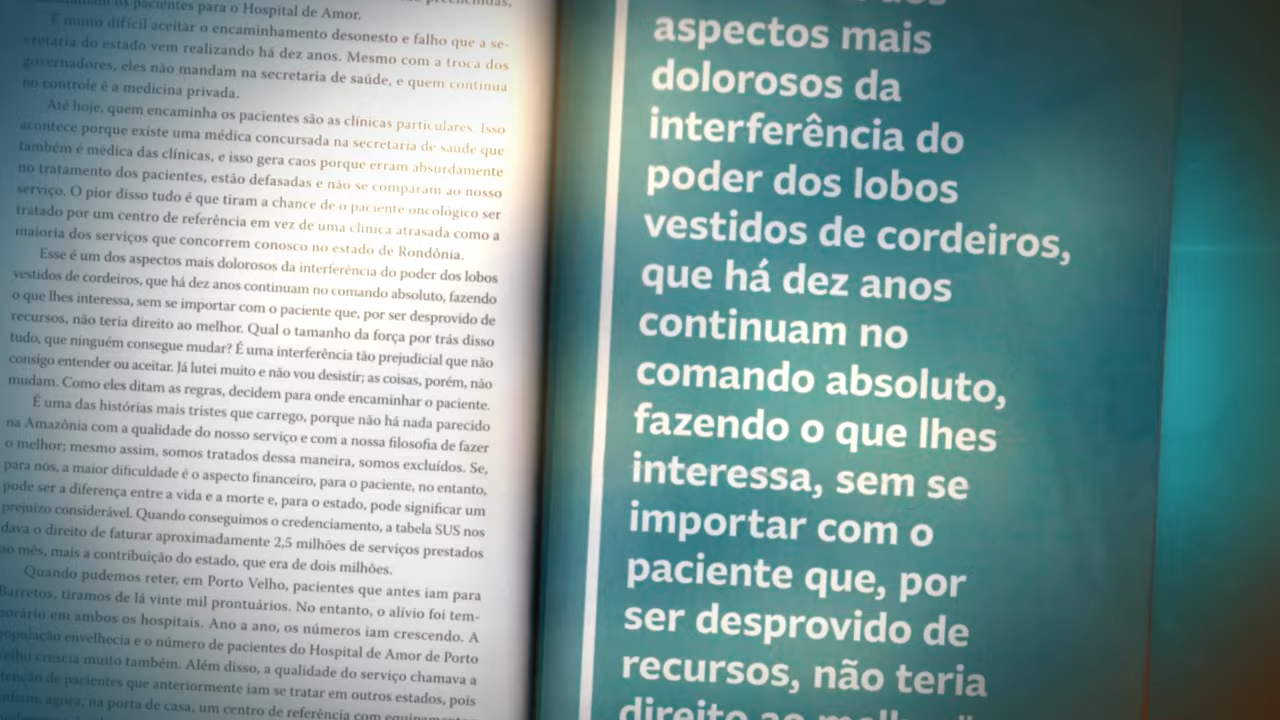 pacientes para o Hospital de Amor.
É muito difícil aceitar o encaminhamento desonesto e falho que a se-
cretaria do estado vem realizando há dez anos. Mesmo com a troca dos
governadores, eles não mandam na secretaria de saúde, e quem continua
no controle é a medicina privada.
Até hoje, quem encaminha os pacientes são as clínicas particulares. Isso
acontece porque existe uma médica concursada na secretaria de saúde que
também é médica das clínicas, e isso gera caos porque erram absurdamente
no tratamento dos pacientes, estão defasadas e não se comparam ao nosso
serviço. O pior disso tudo é que tiram a chance de o paciente oncológico ser
tratado por um centro de referência em vez de uma clínica atrasada como a
maioria dos serviços que concorrem conosco no estado de Rondônia.
Esse é um dos aspectos mais dolorosos da interferência do poder dos lobos
vestidos de cordeiros, que há dez anos continuam no comando absoluto, fazendo
o que lhes interessa, sem se importar com o paciente que, por ser desprovido de
recursos, não teria direito ao melhor. Qual o tamanho da força por trás disso
tudo, que ninguém consegue mudar? É uma interferência tão prejudicial que não
consigo entender ou aceitar. Já lutei muito e não vou desistir; as coisas, porém, não
mudam. Como eles ditam as regras, decidem para onde encaminhar o paciente.
É uma das histórias mais tristes que carrego, porque não há nada parecido
na Amazônia com a qualidade do nosso serviço e com a nossa filosofia de fazer
o melhor; mesmo assim, somos tratados dessa maneira, somos excluídos. Se,
para nós, a maior dificuldade é o aspecto financeiro, para o paciente, no entanto,
pode ser a diferença entre a vida e a morte e, para o estado, pode significar um
prejuízo considerável. Quando conseguimos o credenciamento, a tabela SUS nos
dava o direito de faturar aproximadamente 2,5 milhões de serviços prestados
ao mês, mais a contribuição do estado, que era de dois milhões.
Quando pudemos reter, em Porto Velho, pacientes que antes iam para
Barretos, tiramos de lá vinte mil prontuários. No entanto, o alívio foi tem-
porário em ambos os hospitais. Ano a ano, os números iam crescendo. A
população envelhecia e o número de pacientes do Hospital de Amor de Porto
Velho crescia muito também. Além disso, a qualidade do serviço chamava a
atenção de pacientes que anteriormente iam se tratar em outros estados, pois
tinham, agora, na porta de casa, um centro de referência com
aspectos mais
dolorosos da
interferência do
poder dos lobos
vestidos de cordeiros,
que há dez anos
continuam no
comando absoluto,
fazendo o que lhes
interessa, sem se
importar com o
paciente que, por
ser desprovido de
recursos, não teria
direito ao